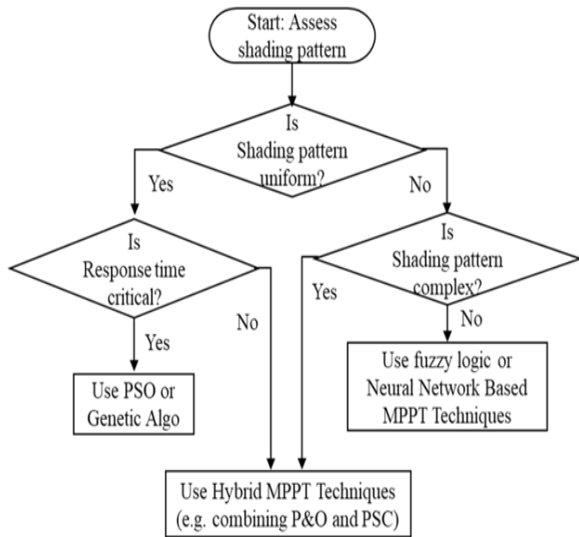 Start: Assess
shading pattern
Is
Shading pattern
uniform?
Yes
No
Is
Response time
critical?
Is
Shading pattern
complex?
No
Yes
Yes
No
Use PSO or
Genetic Algo
Use fuzzy logic or
Neural Network Based
MPPT Techniques
Use Hybrid MPPT Techniques
(e.g. combining P&O and PSC)